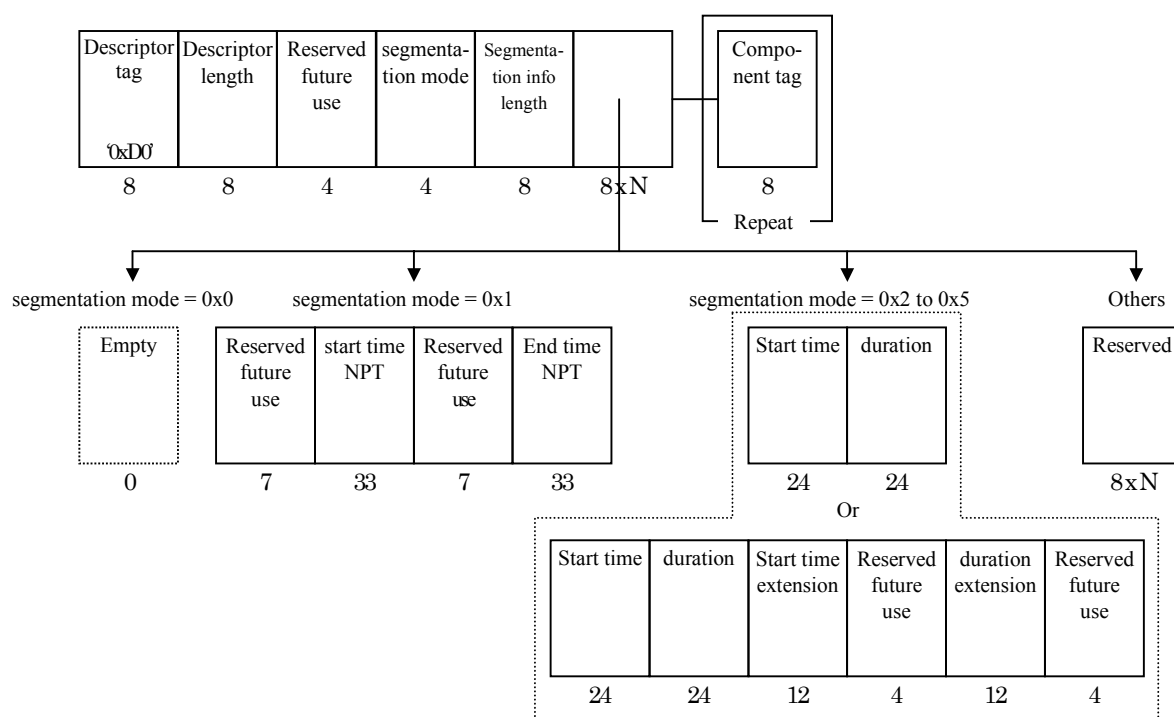 Descriptor
tag
‘0xD0’
Descriptor
length
Reserved
future
use
segmenta-
tion mode
Segmenta-
tion info
length
Compo-
nent tag
8
8
4
4
8
8xN
8
Repeat
segmentation mode = 0x0
segmentation mode = 0x1
segmentation mode = 0x2 to 0x5
Others
Empty
Reserved
future
use
start time
NPT
Reserved
future
use
End time
NPT
Start time
duration
Reserved
0
7
33
7
33
24
24
8xN
Or
Start time
duration
Start time
extension
Reserved
future
use
duration
extension
Reserved
future
use
24
24
12
4
12
4